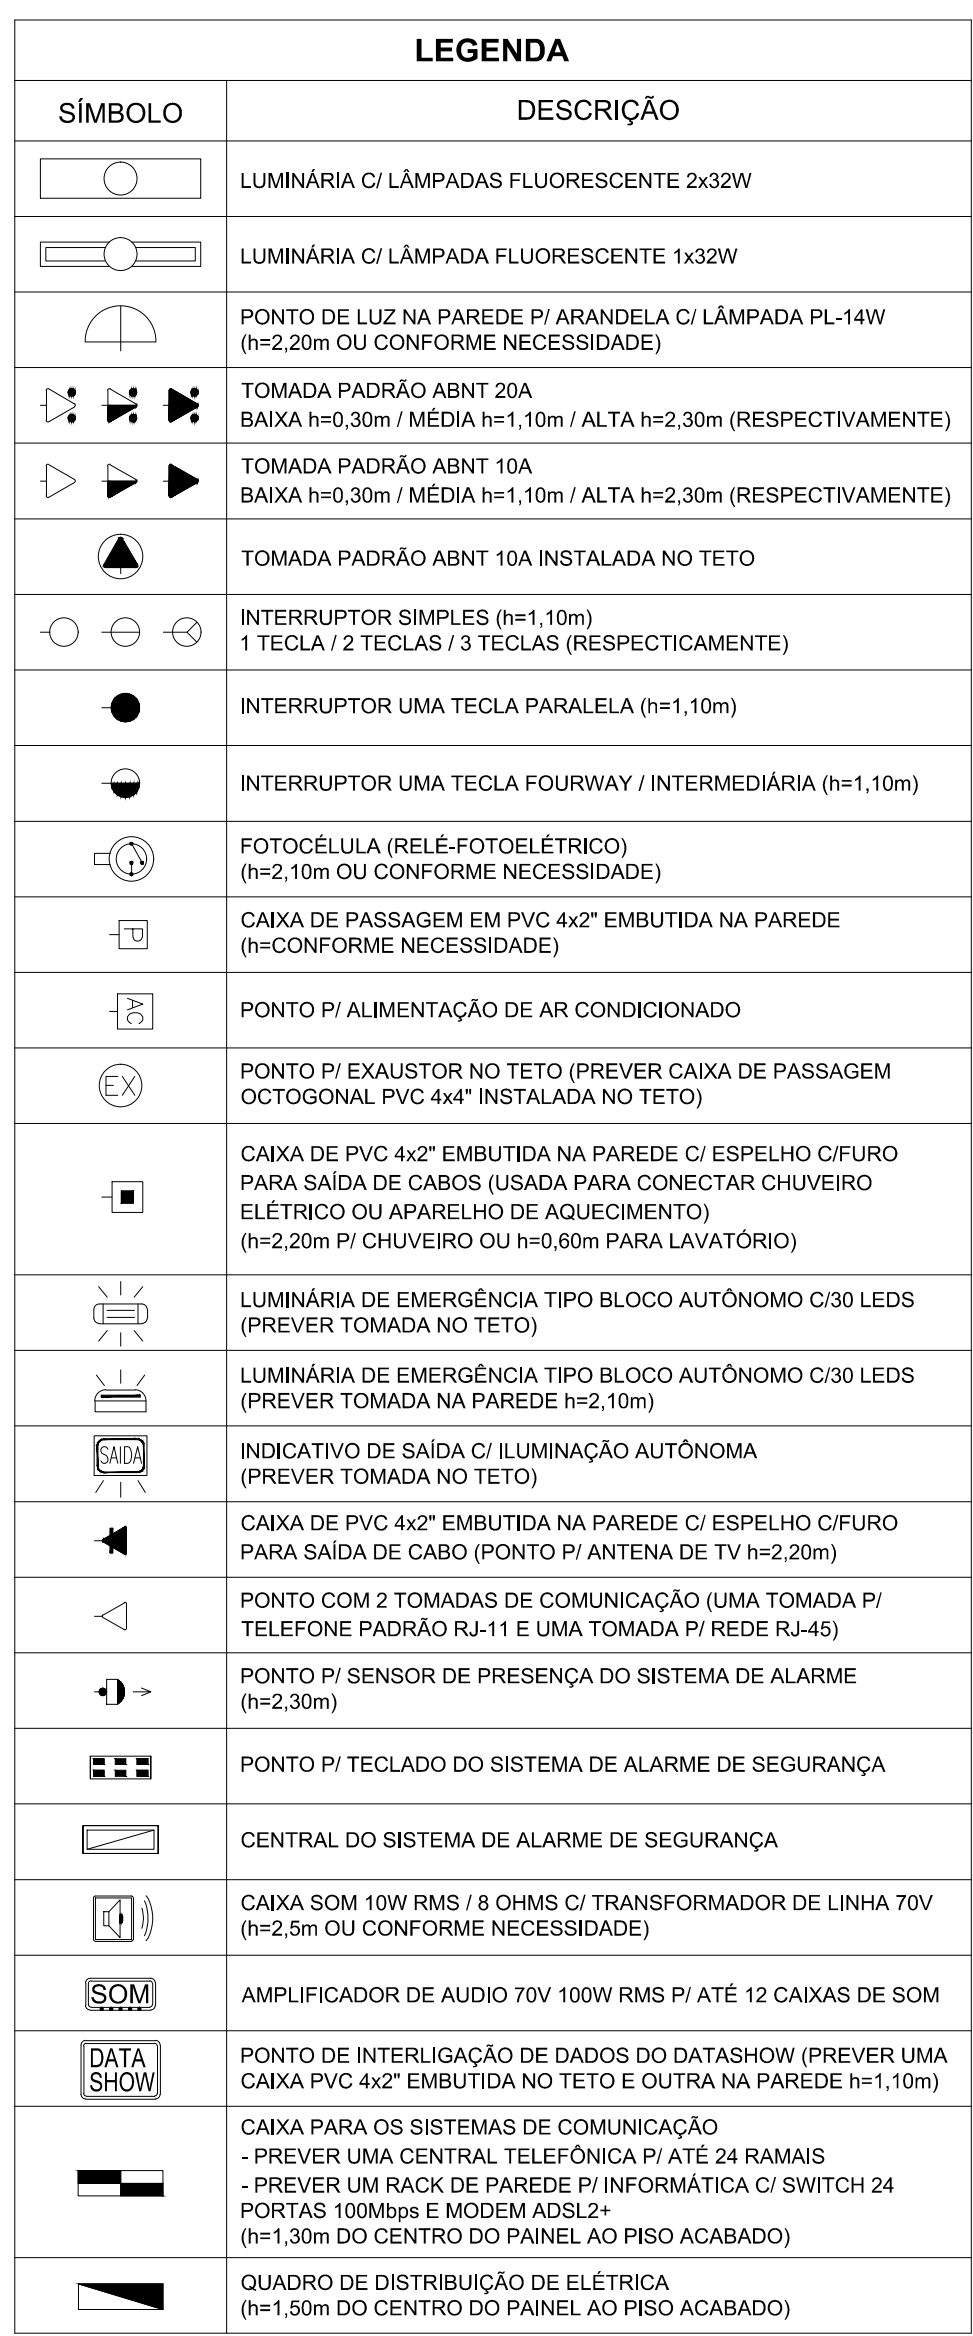 LEGENDA
SÍMBOLO
DESCRIÇÃO
LUMINÁRIA C/ LÂMPADAS FLUORESCENTE 2x32W
LUMINÁRIA C/ LÂMPADA FLUORESCENTE 1x32W
PONTO DE LUZ NA PAREDE P/ ARANDELA C/ LÂMPADA PL-14W
(h=2,20m OU CONFORME NECESSIDADE)
TOMADA PADRÃO ABNT 20A
BAIXA h=0,30m / MÉDIA h=1,10m / ALTA h=2,30m (RESPECTIVAMENTE)
TOMADA PADRÃO ABNT 10A
BAIXA h=0,30m / MÉDIA h=1,10m / ALTA h=2,30m (RESPECTIVAMENTE)
TOMADA PADRÃO ABNT 10A INSTALADA NO TETO
INTERRUPTOR SIMPLES (h=1,10m)
1 TECLA / 2 TECLAS / 3 TECLAS (RESPECTICAMENTE)
INTERRUPTOR UMA TECLA PARALELA (h=1,10m)
INTERRUPTOR UMA TECLA FOURWAY / INTERMEDIÁRIA (h=1,10m)
FOTOCÉLULA (RELÉ-FOTOELÉTRICO)
(h=2,10m OU CONFORME NECESSIDADE)
P
CAIXA DE PASSAGEM EM PVC 4x2" EMBUTIDA NA PAREDE
(h=CONFORME NECESSIDADE)
AC
PONTO P/ ALIMENTAÇÃO DE AR CONDICIONADO
EX
PONTO P/ EXAUSTOR NO TETO (PREVER CAIXA DE PASSAGEM
OCTOGONAL PVC 4x4" INSTALADA NO TETO)
CAIXA DE PVC 4x2" EMBUTIDA NA PAREDE C/ ESPELHO C/FURO
PARA SAÍDA DE CABOS (USADA PARA CONECTAR CHUVEIRO
ELÉTRICO OU APARELHO DE AQUECIMENTO)
(h=2,20m P/ CHUVEIRO OU h=0,60m PARA LAVATÓRIO)
LUMINÁRIA DE EMERGÊNCIA TIPO BLOCO AUTÔNOMO C/30 LEDS
(PREVER TOMADA NO TETO)
LUMINÁRIA DE EMERGÊNCIA TIPO BLOCO AUTÔNOMO C/30 LEDS
(PREVER TOMADA NA PAREDE h=2,10m)
SAIDA
INDICATIVO DE SAÍDA C/ ILUMINAÇÃO AUTÔNOMA
(PREVER TOMADA NO TETO)
CAIXA DE PVC 4x2" EMBUTIDA NA PAREDE C/ ESPELHO C/FURO
PARA SAÍDA DE CABO (PONTO P/ ANTENA DE TV h=2,20m)
PONTO COM 2 TOMADAS DE COMUNICAÇÃO (UMA TOMADA P/
TELEFONE PADRÃO RJ-11 E UMA TOMADA P/ REDE RJ-45)
PONTO P/ SENSOR DE PRESENÇA DO SISTEMA DE ALARME
(h=2,30m)
PONTO P/ TECLADO DO SISTEMA DE ALARME DE SEGURANÇA
CENTRAL DO SISTEMA DE ALARME DE SEGURANÇA
CAIXA SOM 10W RMS / 8 OHMS C/ TRANSFORMADOR DE LINHA 70V
(h=2,5m OU CONFORME NECESSIDADE)
SOM
AMPLIFICADOR DE AUDIO 70V 100W RMS P/ ATÉ 12 CAIXAS DE SOM
DATA
SHOW
PONTO DE INTERLIGAÇÃO DE DADOS DO DATASHOW (PREVER UMA
CAIXA PVC 4x2" EMBUTIDA NO TETO E OUTRA NA PAREDE h=1,10m)
CAIXA PARA OS SISTEMAS DE COMUNICAÇÃO
- PREVER UMA CENTRAL TELEFÔNICA P/ ATÉ 24 RAMAIS
- PREVER UM RACK DE PAREDE P/ INFORMÁTICA C/ SWITCH 24
PORTAS 100Mbps E MODEM ADSL2+
(h=1,30m DO CENTRO DO PAINEL AO PISO ACABADO)
QUADRO DE DISTRIBUIÇÃO DE ELÉTRICA
(h=1,50m DO CENTRO DO PAINEL AO PISO ACABADO)